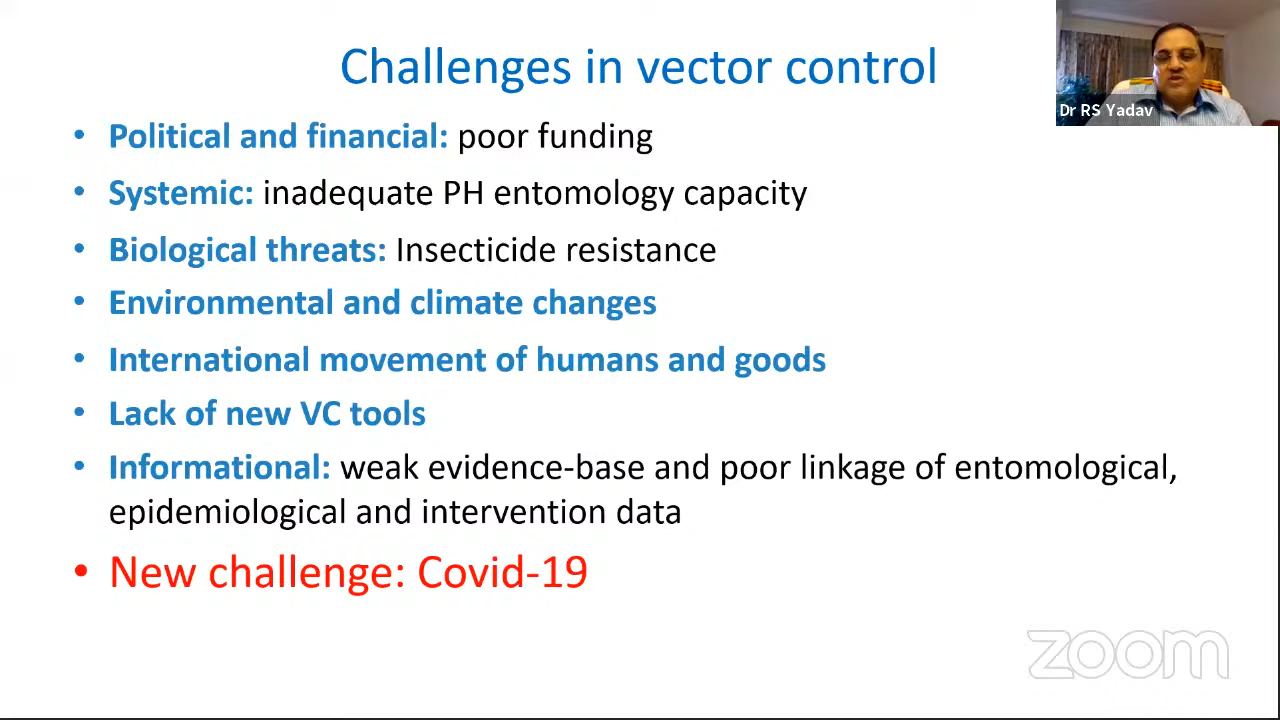 Challenges in vector control
Dr RS Yadav
• Political and financial: poor funding
• Systemic: inadequate PH entomology capacity
• Biological threats: Insecticide resistance
• Environmental and climate changes
• International movement of humans and goods
• Lack of new VC tools
• Informational: weak evidence-base and poor linkage of entomological,
epidemiological and intervention data
• New challenge: Covid-19
zoom